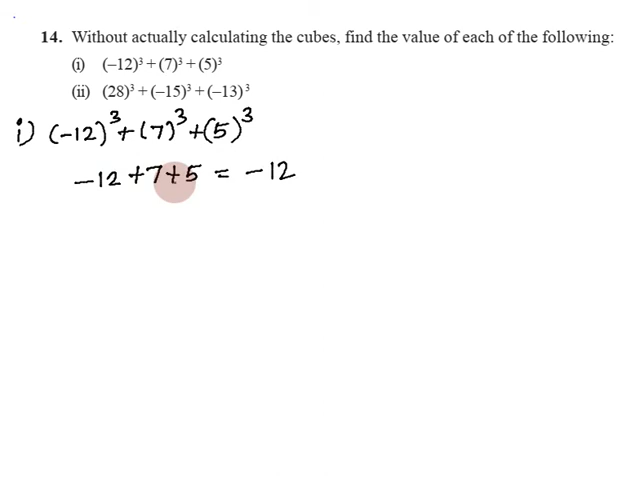 14. Without actually calculating the cubes, find the value of each of the following:
(i) (–12)³ + (7)³ + (5)³
(ii) (28)³ + (–15)³ + (–13)³
i) (-12)³ + (7)³ + (5)³
-12 + 7 + 5 = -12